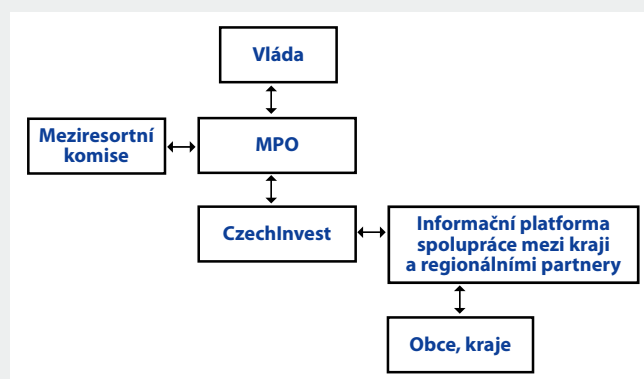 Vláda
Meziresortní
komise
MPO
CzechInvest
Informační platforma
spolupráce mezi kraji
a regionálními partnery
Obce, kraje